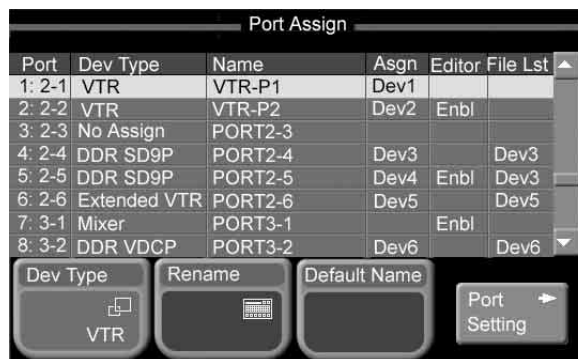 Port Assign
Port Dev Type Name Asgn Editor File Lst
1: 2-1 VTR VTR-P1 Dev1
2: 2-2 VTR VTR-P2 Dev2 Enbl
3: 2-3 No Assign PORT2-3
4: 2-4 DDR SD9P PORT2-4 Dev3 Dev3
5: 2-5 DDR SD9P PORT2-5 Dev4 Enbl Dev3
6: 2-6 Extended VTR PORT2-6 Dev5 Dev5
7: 3-1 Mixer PORT3-1 Enbl
8: 3-2 DDR VDCP PORT3-2 Dev6 Dev6
Dev Type Rename Default Name
Port
Setting
VTR